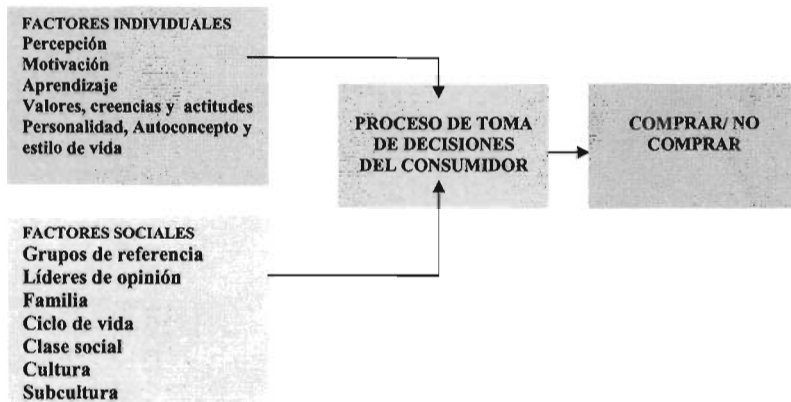 FACTORES INDIVIDUALES
Percepción
Motivación
Aprendizaje
Valores, creencias y actitudes
Personalidad, Autoconcepto y
estilo de vida
PROCESO DE TOMA
DE DECISIONES
DEL CONSUMIDOR
COMPRAR/ NO
COMPRAR
FACTORES SOCIALES
Grupos de referencia
Líderes de opinión
Familia
Ciclo de vida
Clase social
Cultura
Subcultura